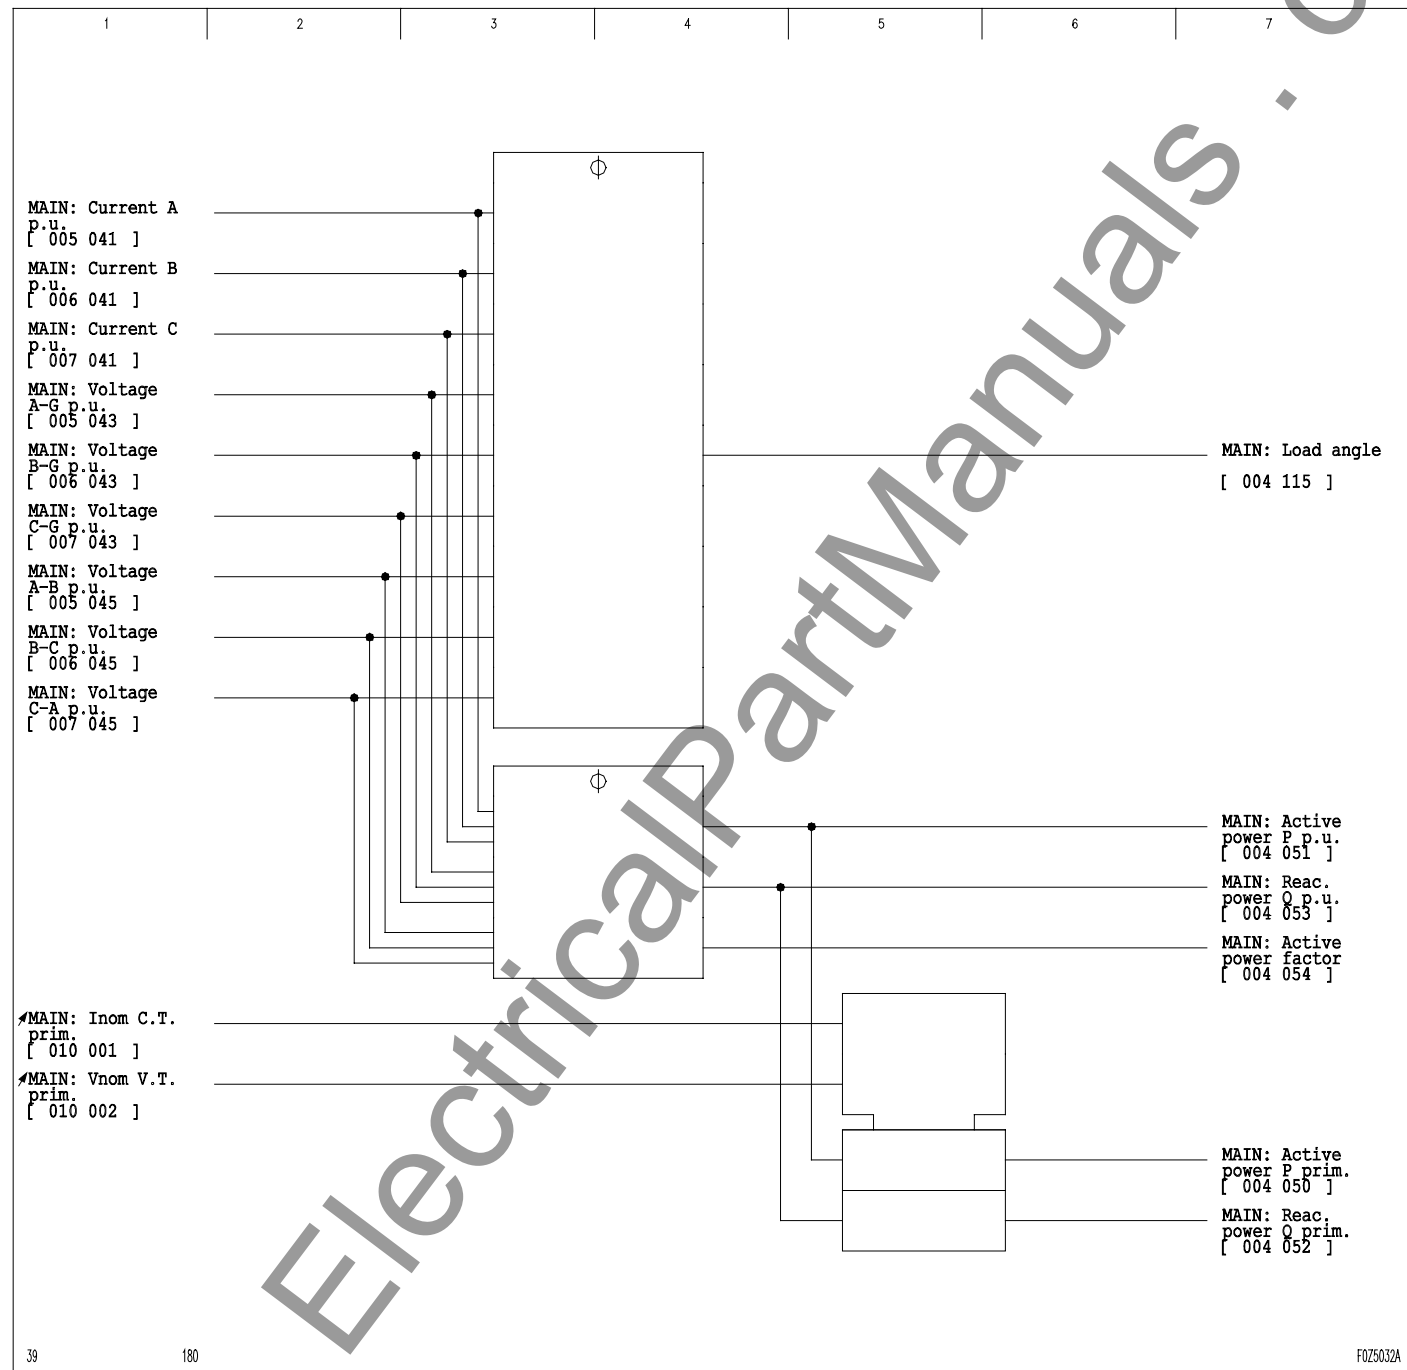 1 2 3 4 5 6 7
MAIN: Current A
p.u.
[ 005 041 ]
MAIN: Current B
p.u.
[ 006 041 ]
MAIN: Current C
p.u.
[ 007 041 ]
MAIN: Voltage
A-G p.u.
[ 005 043 ]
MAIN: Voltage
B-G p.u.
[ 006 043 ]
MAIN: Voltage
C-G p.u.
[ 007 043 ]
MAIN: Voltage
A-B p.u.
[ 005 045 ]
MAIN: Voltage
B-C p.u.
[ 006 045 ]
MAIN: Voltage
C-A p.u.
[ 007 045 ]
MAIN: Inom C.T.
prim.
[ 010 001 ]
MAIN: Vnom V.T.
prim.
[ 010 002 ]
MAIN: Load angle
[ 004 115 ]
MAIN: Active
power P p.u.
[ 004 051 ]
MAIN: Reac.
power Q p.u.
[ 004 053 ]
MAIN: Active
power factor
[ 004 054 ]
MAIN: Active
power P prim.
[ 004 050 ]
MAIN: Reac.
power Q prim.
[ 004 052 ]
39 180 F0Z5032A
ElectricalPartManuals .